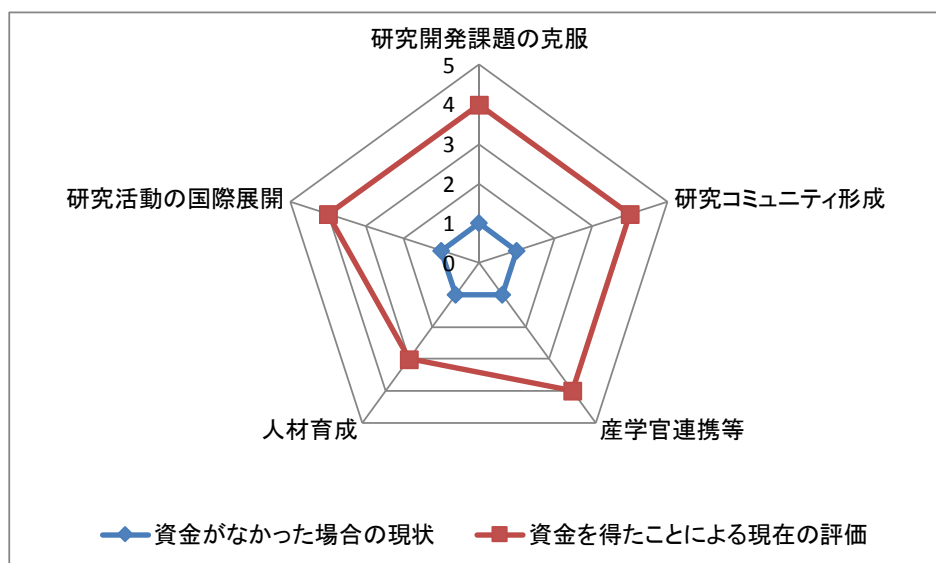 研究開発課題の克服
5
4
3
2
1
0
研究コミュニティ形成
産学官連携等
人材育成
研究活動の国際展開
資金がなかった場合の現状
資金を得たことによる現在の評価